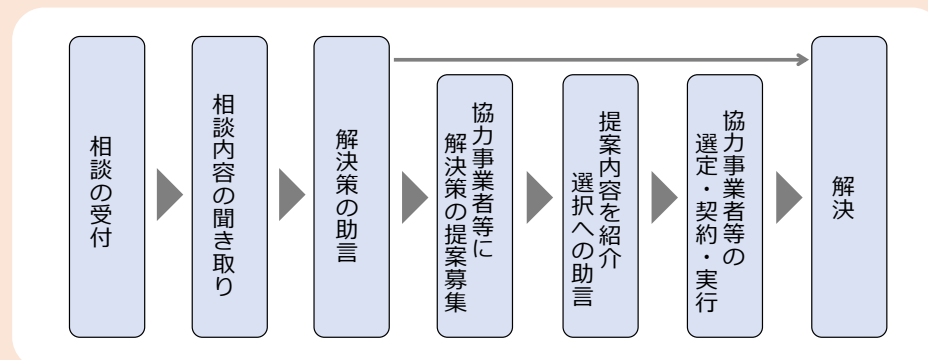 相談の受付
相談内容の聞き取り
解決策の助言
協力事業者等に
解決策の提案募集
提案内容を紹介
選択への助言
協力事業者等の
選定・契約・実行
解決